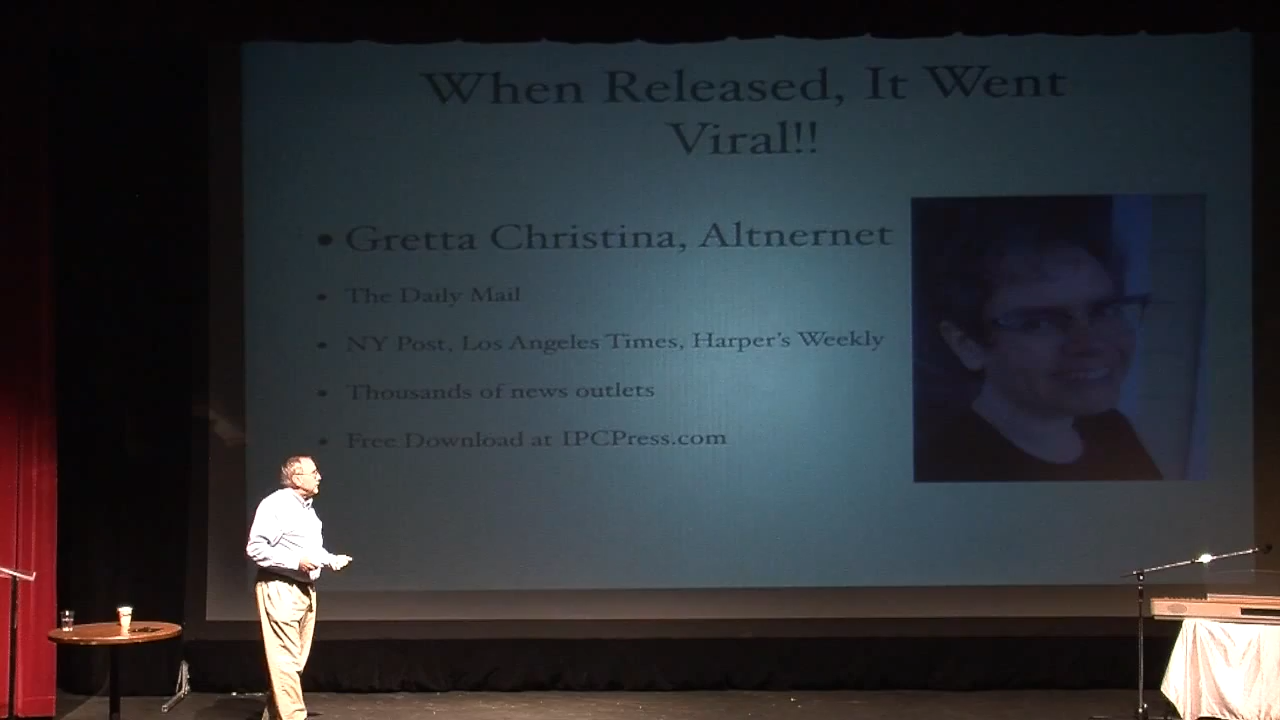 When Released, It Went
Viral!!
• Gretta Christina, Altnernet
• The Daily Mail
• NY Post, Los Angeles Times, Harper's Weekly
• Thousands of news outlets
• Free Download at IPCPress.com